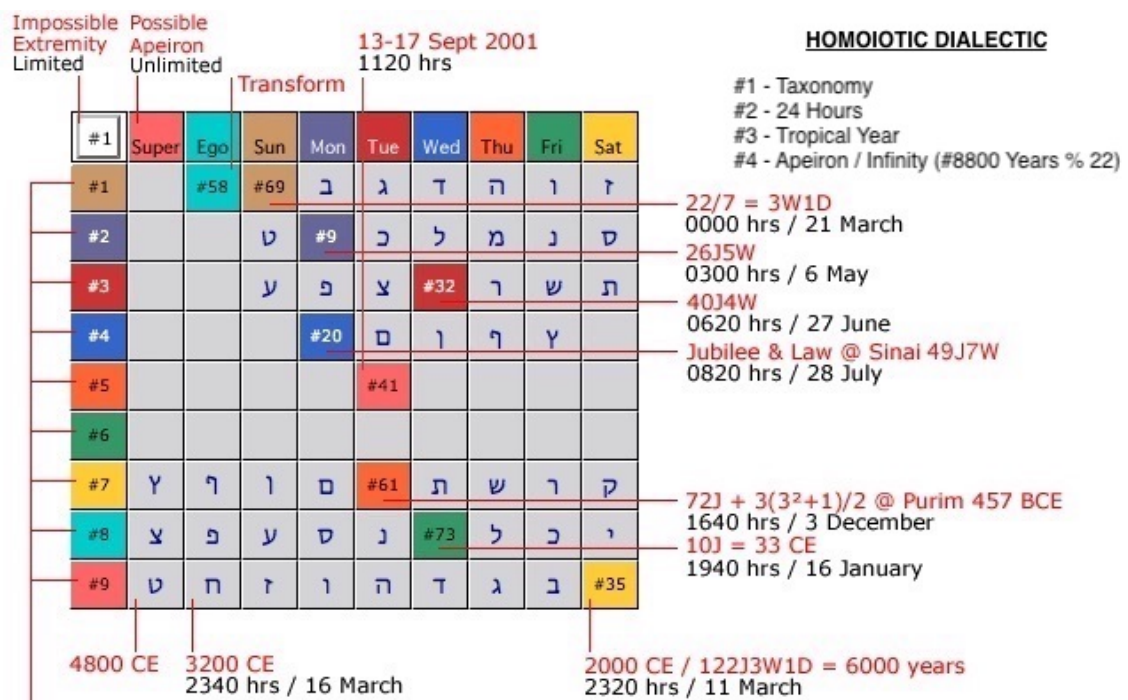 Impossible Possible
Extremity Apeiron
Limited Unlimited
13-17 Sept 2001
1120 hrs
Transform
HOMOIOTIC DIALECTIC
#1 - Taxonomy
#2 - 24 Hours
#3 - Tropical Year
#4 - Apeiron / Infinity (#8800 Years % 22)
#1 Super Ego Sun Mon Tue Wed Thu Fri Sat
#1 #58 #69 ב ג ד ה ו ז
#2 ט #9 כ ל מ נ ס
#3 ע פ צ #32 ר ש ת
#4 #20 ם ן ף ץ
#5 #41
#6
#7 ץ ף ן ם #61 ת ש ר ק
#8 צ פ ע ס נ #73 ל כ י
#9 ט ח ז ו ה ד ג ב #35
22/7 = 3W1D
0000 hrs / 21 March
26J5W
0300 hrs / 6 May
40J4W
0620 hrs / 27 June
Jubilee & Law @ Sinai 49J7W
0820 hrs / 28 July
72J + 3(3²+1)/2 @ Purim 457 BCE
1640 hrs / 3 December
10J = 33 CE
1940 hrs / 16 January
4800 CE
3200 CE
2340 hrs / 16 March
2000 CE / 122J3W1D = 6000 years
2320 hrs / 11 March